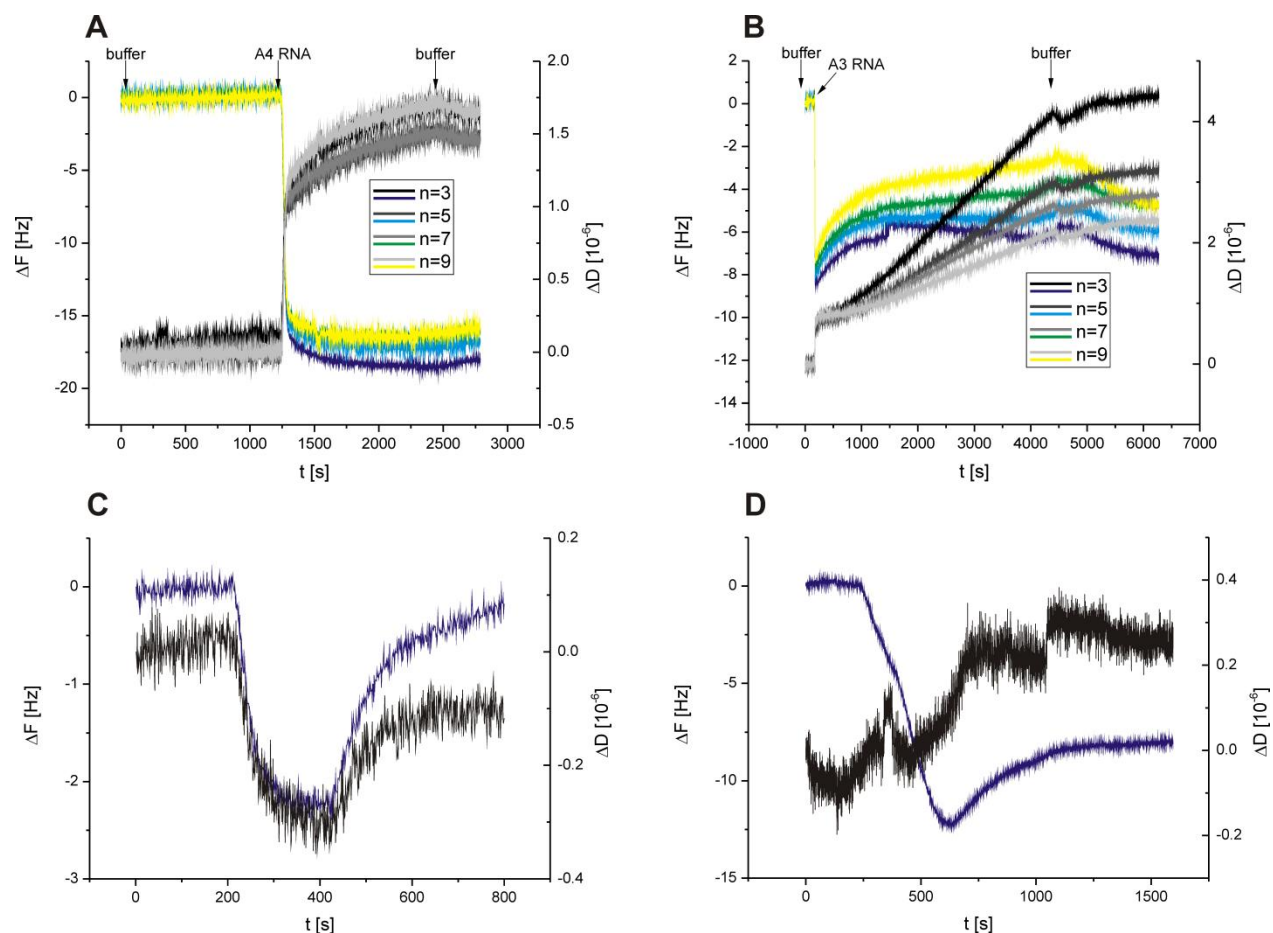 A
buffer
A4 RNA
buffer
2.0
0
1.5
-5
n=3
n=5
n=7
n=9
1.0
-10
0.5
-15
0.0
-20
-0.5
0 500 1000 1500 2000 2500 3000
t [s]
ΔF [Hz]
ΔD [10-6]
B
buffer
A3 RNA
buffer
2
0
4
-2
-4
-6
2
-8
n=3
n=5
n=7
n=9
-10
-12
0
-14
-1000 0 1000 2000 3000 4000 5000 6000 7000
t [s]
ΔF [Hz]
ΔD [10-6]
C
0.2
0
0.0
-1
-0.2
-2
-3
-0.4
0 200 400 600 800
t [s]
ΔF [Hz]
ΔD [10-6]
D
0
0.4
-5
0.2
0.0
-10
-0.2
-15
0 500 1000 1500
t [s]
ΔF [Hz]
ΔD [10-6]